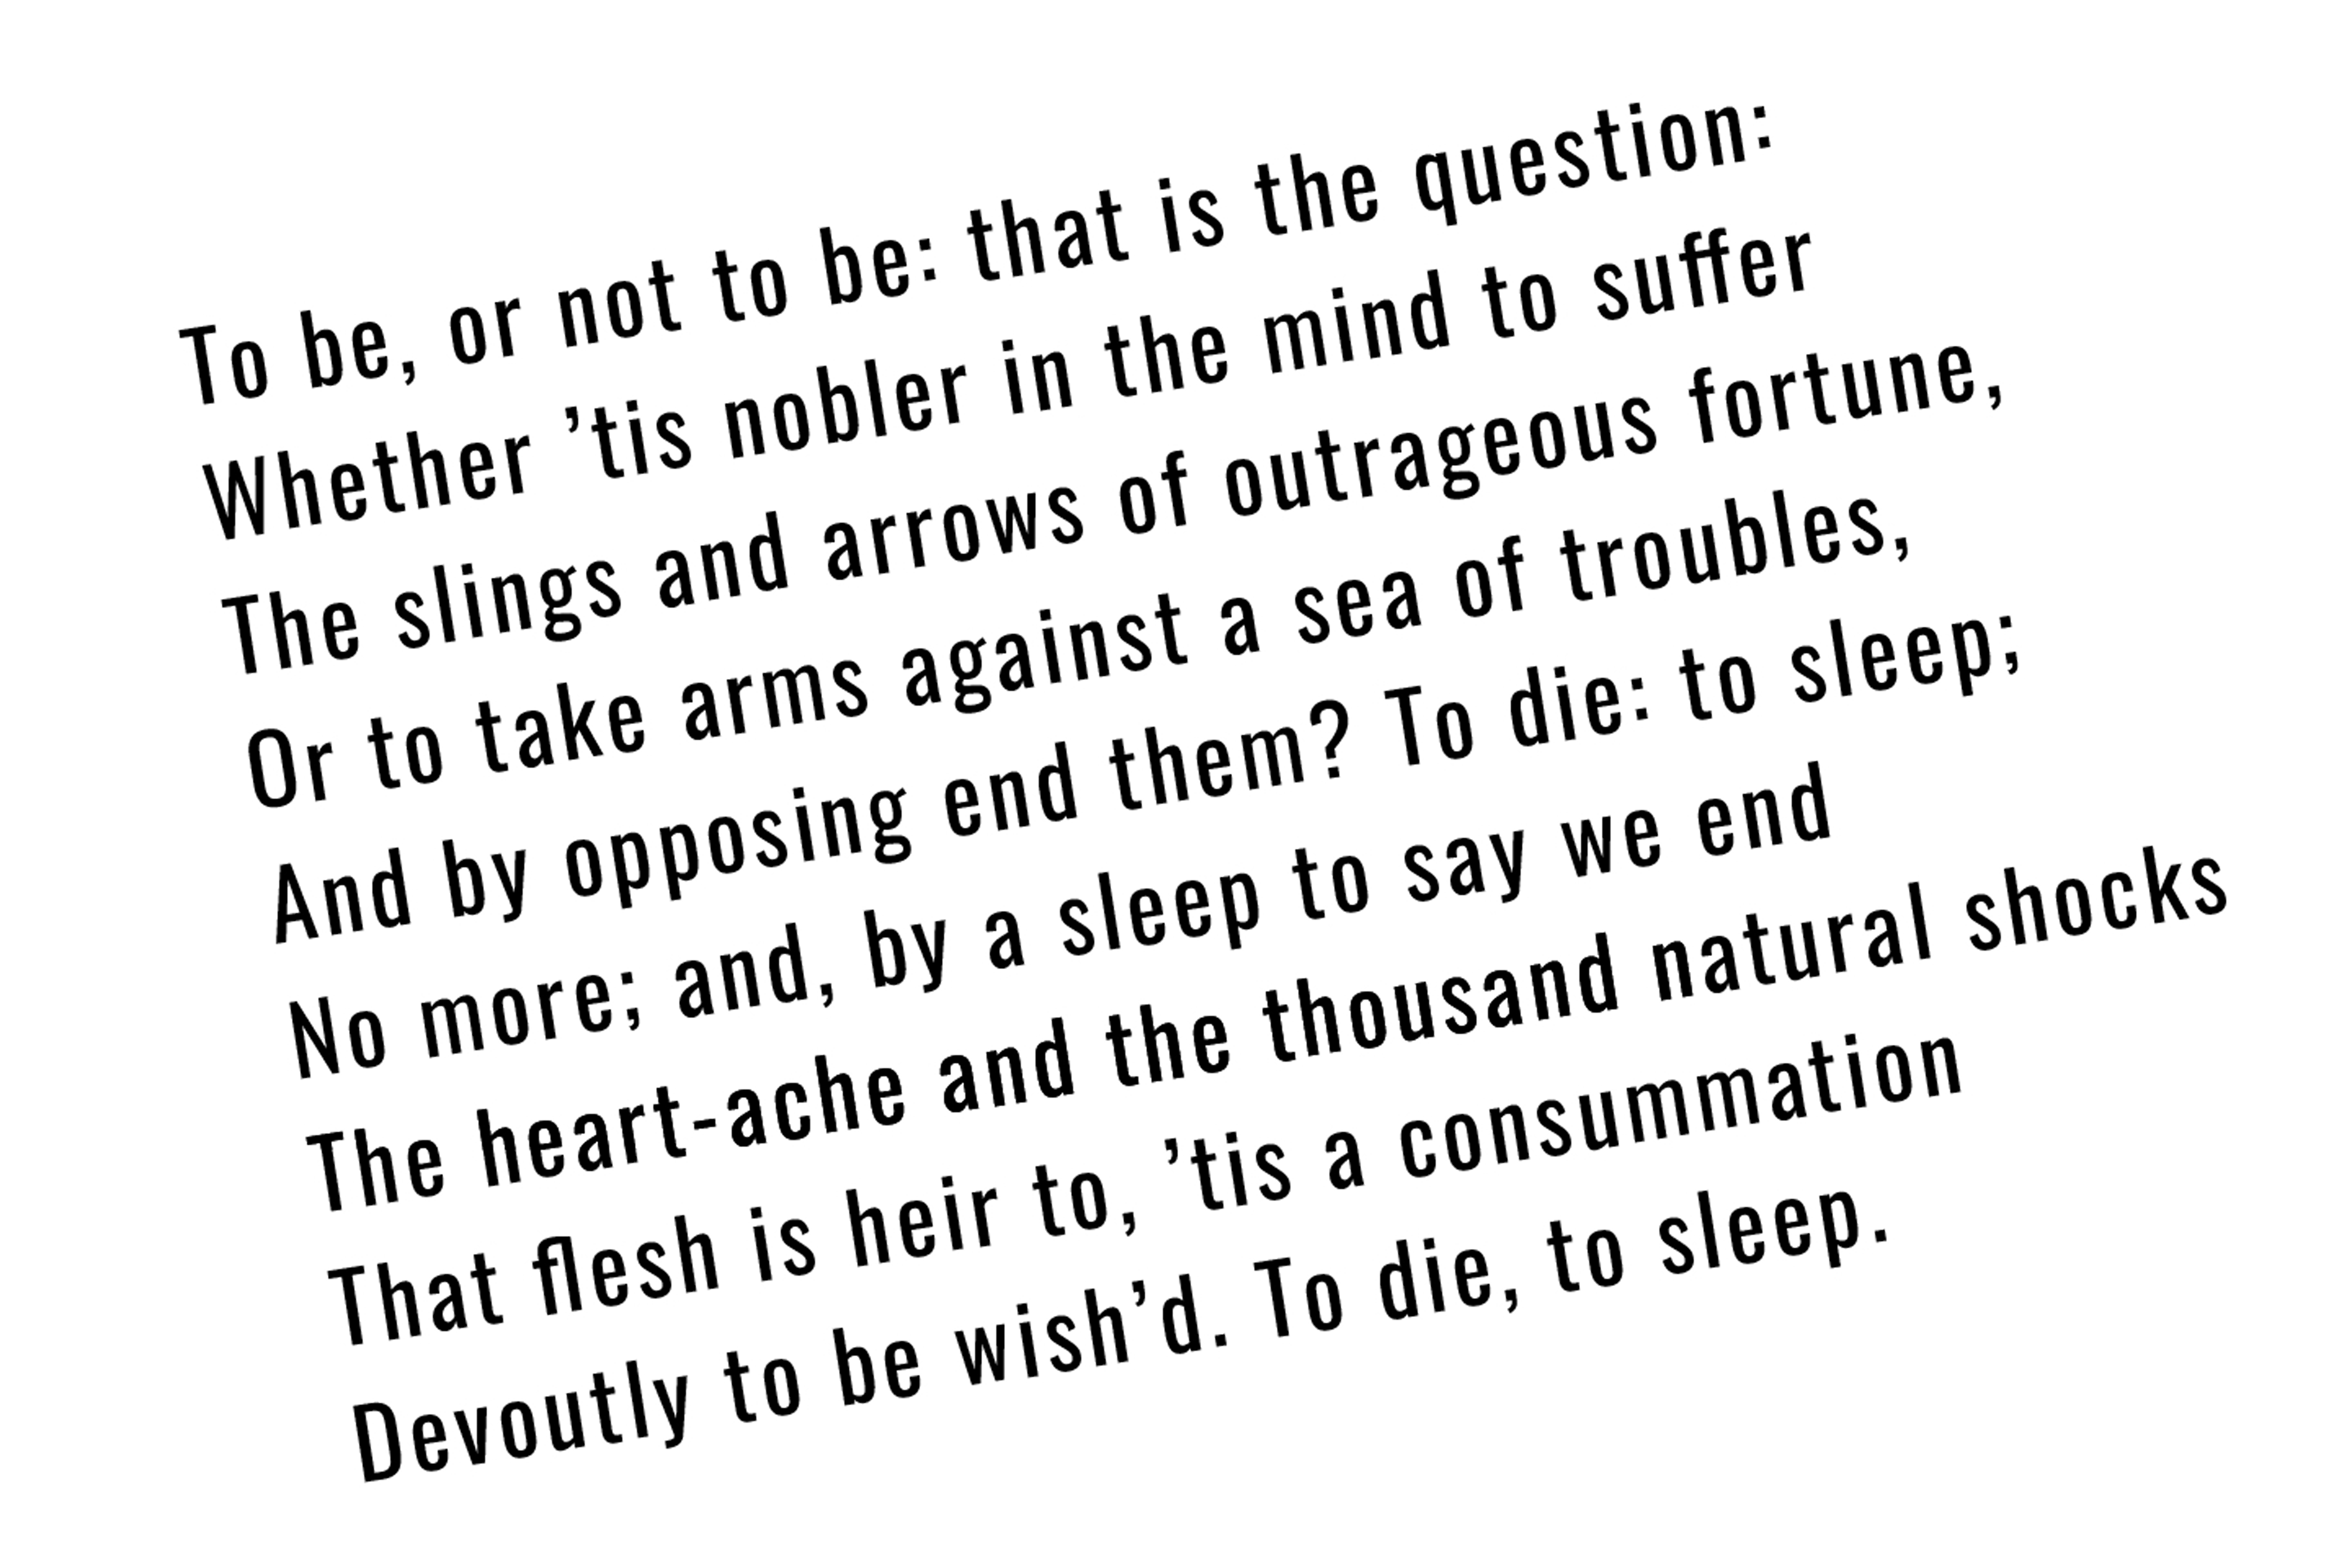 To be, or not to be: that is the question:
Whether ’tis nobler in the mind to suffer
The slings and arrows of outrageous fortune,
Or to take arms against a sea of troubles,
And by opposing end them? To die: to sleep;
No more; and, by a sleep to say we end
The heart-ache and the thousand natural shocks
That flesh is heir to, ’tis a consummation
Devoutly to be wish’d. To die, to sleep.